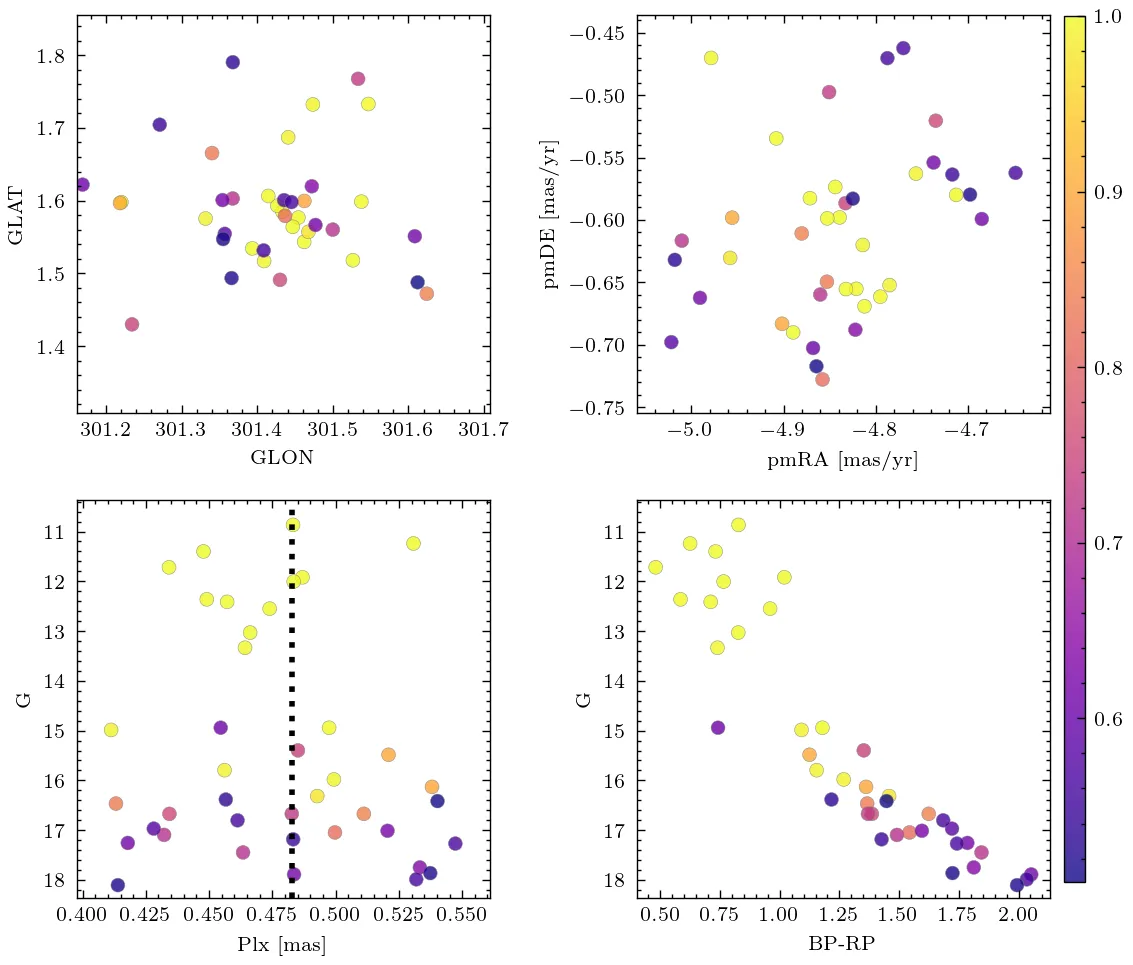 1.8
1.7
1.6
1.5
1.4
GLAT
301.2 301.3 301.4 301.5 301.6 301.7
GLON
−0.45
−0.50
−0.55
−0.60
−0.65
−0.70
−0.75
pmDE [mas/yr]
−5.0 −4.9 −4.8 −4.7
pmRA [mas/yr]
1.0
0.9
0.8
0.7
0.6
11
12
13
14
15
16
17
18
G
0.400 0.425 0.450 0.475 0.500 0.525 0.550
Plx [mas]
11
12
13
14
15
16
17
18
G
0.50 0.75 1.00 1.25 1.50 1.75 2.00
BP-RP